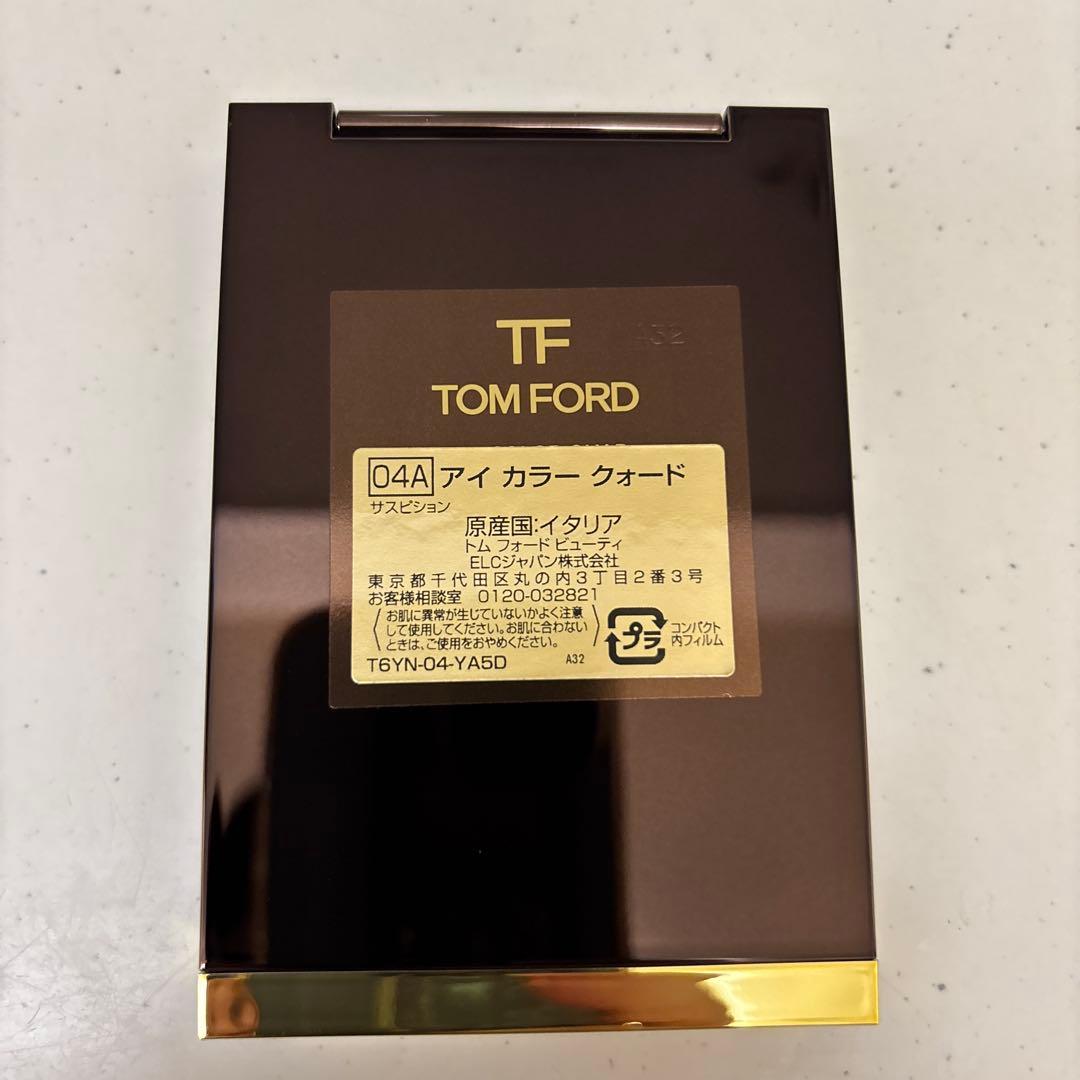 TF
A32
TOM FORD
04A アイ カラー クォード
サスピション
原産国:イタリア
トム フォード ビューティ
ELCジャパン株式会社
東京都千代田区丸の内3丁目2番3号
お客様相談室 0120-032821
お肌に異常が生じていないかよく注意
して使用してください。お肌に合わない
ときは、ご使用をおやめください。
プラ
コンパクト
内フィルム
T6YN-04-YA5D A32